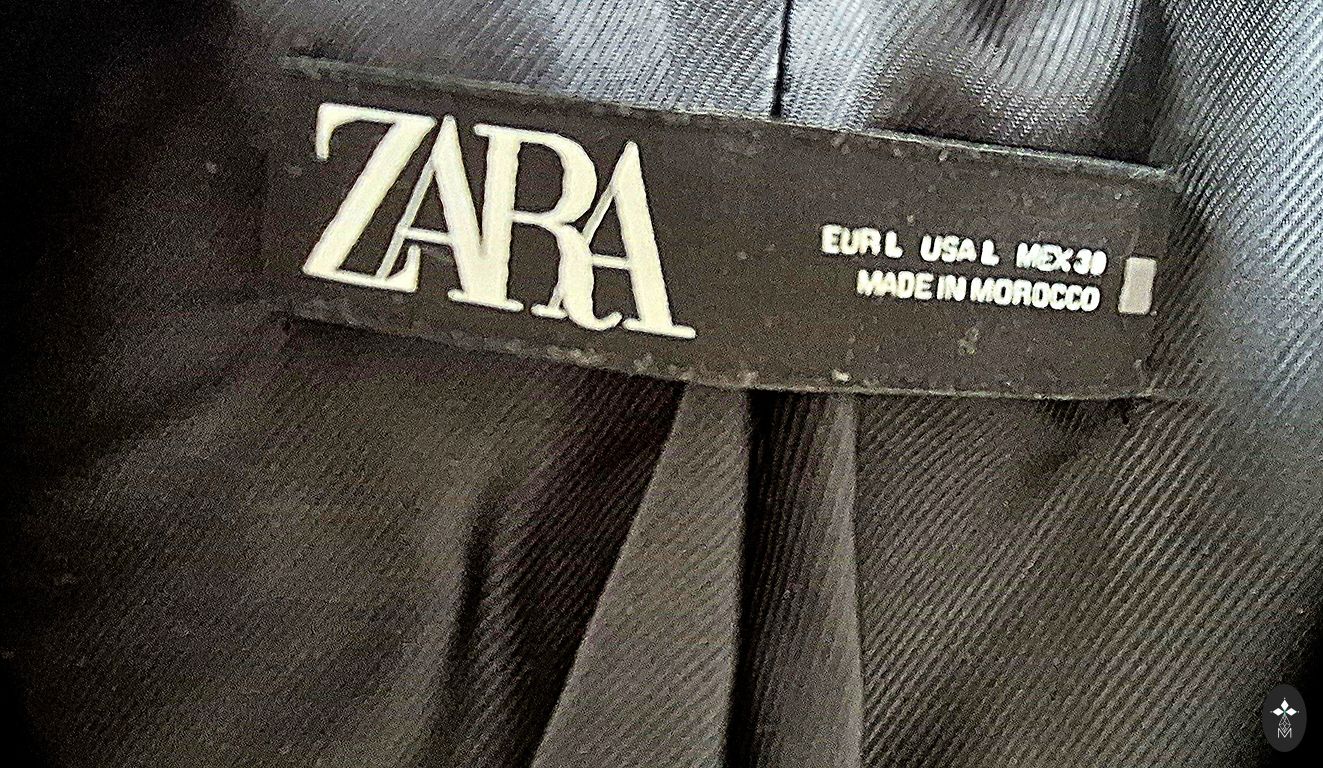 ZARA
EUR L USA L MEX 30
MADE IN MOROCCO
M